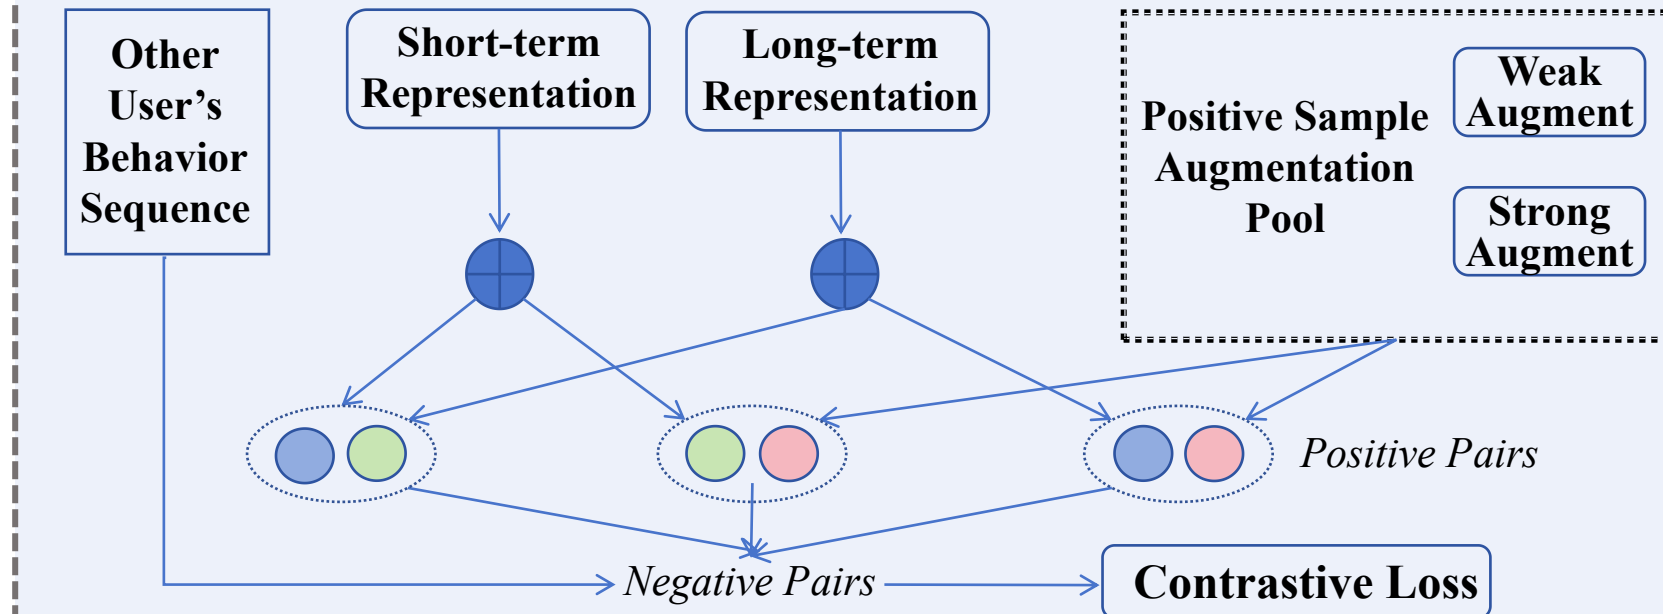 Other
User’s
Behavior
Sequence
Short-term
Representation
Long-term
Representation
Positive Sample
Augmentation
Pool
Weak
Augment
Strong
Augment
Positive Pairs
Negative Pairs
Contrastive Loss